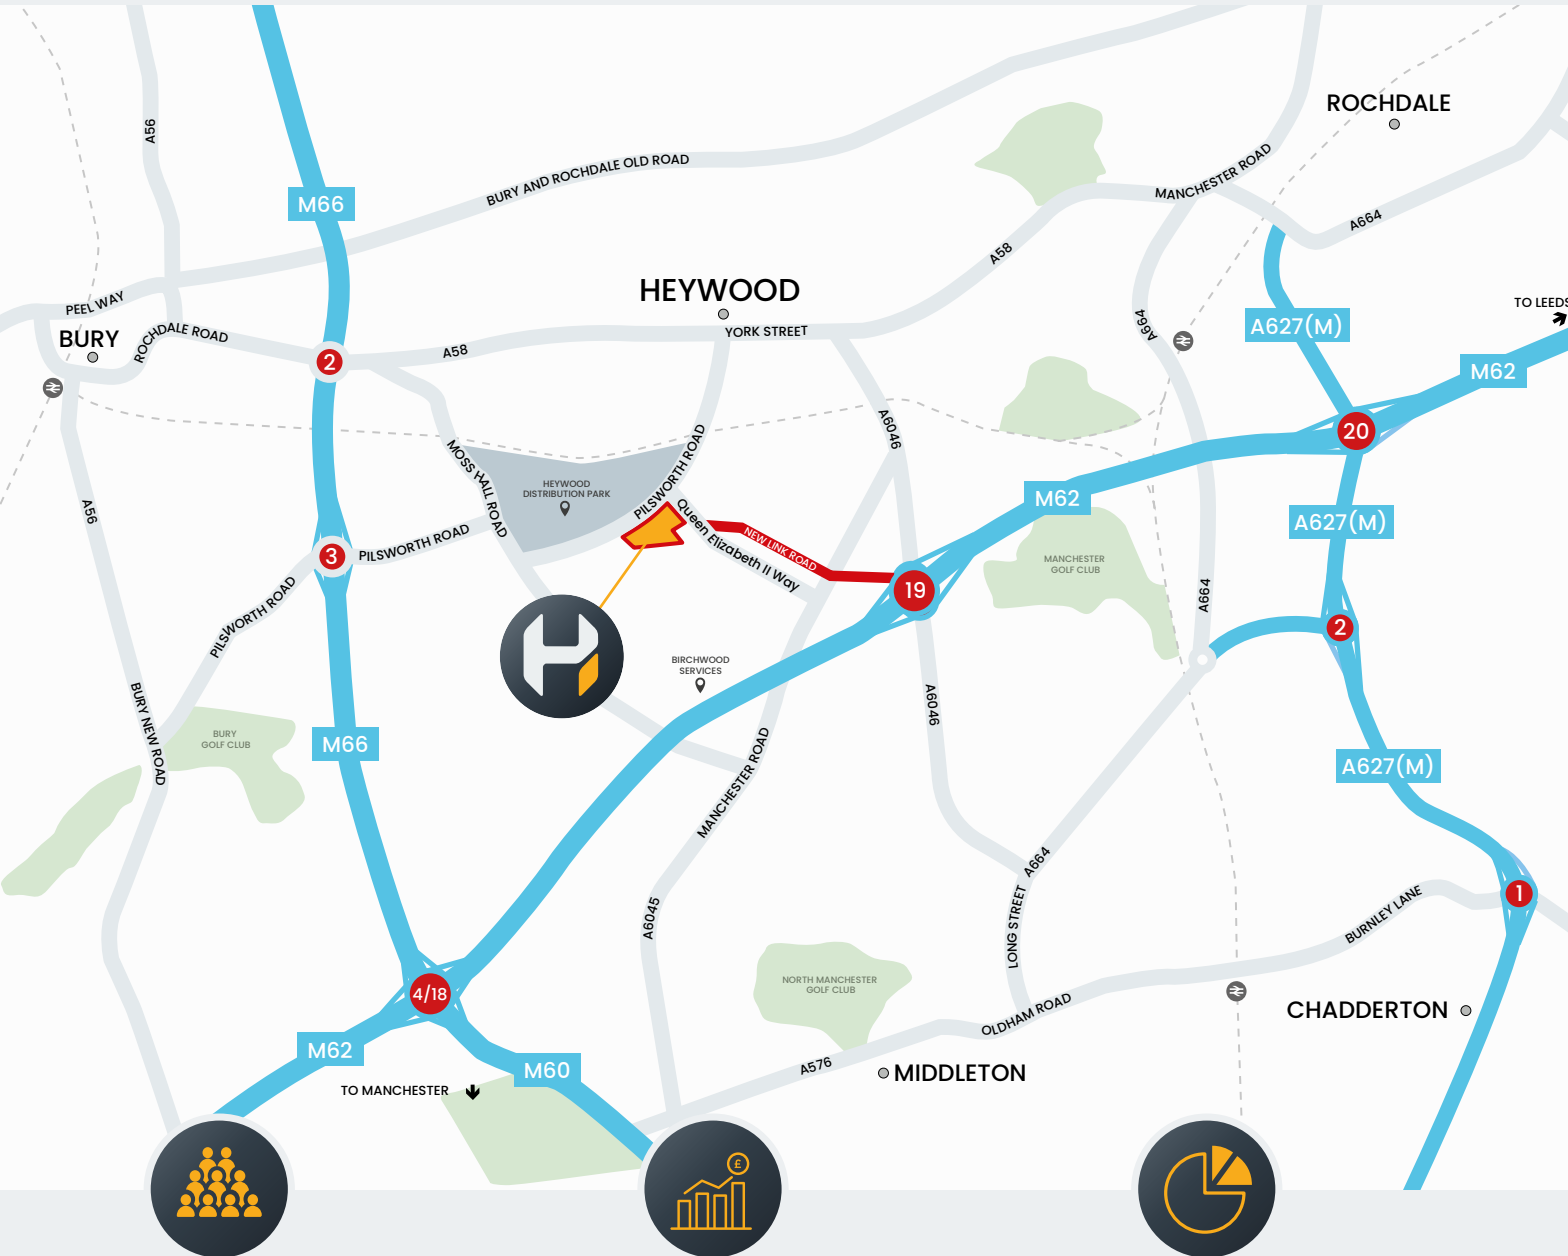 ROCHDALE
A56
MANCHESTER ROAD
BURY AND ROCHDALE OLD ROAD
M66
A664
A58
HEYWOOD
PEEL WAY
TO LEEDS
A664
A627(M)
BURY
ROCHDALE ROAD
YORK STREET
A58
2
M62
A6046
20
MOSS HALL ROAD
PILSWORTH ROAD
HEYWOOD
DISTRIBUTION PARK
M62
A56
Queen Elizabeth II Way
NEW LINK ROAD
A627(M)
3
PILSWORTH ROAD
MANCHESTER
GOLF CLUB
19
A664
PILSWORTH ROAD
2
BIRCHWOOD
SERVICES
A6046
BURY NEW ROAD
BURY
GOLF CLUB
M66
MANCHESTER ROAD
A627(M)
A664
LONG STREET
1
BURNLEY LANE
A6045
4/18
NORTH MANCHESTER
GOLF CLUB
OLDHAM ROAD
CHADDERTON
M62
A576
MIDDLETON
M60
TO MANCHESTER
£